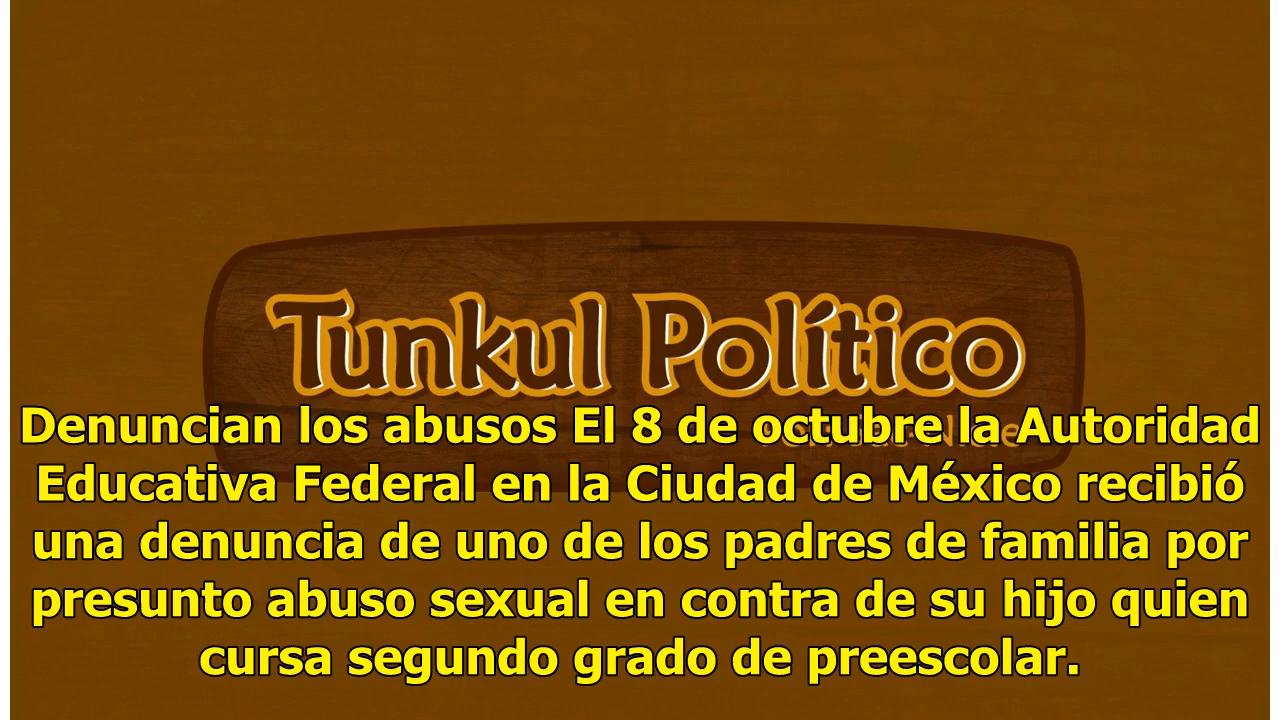 Tunkul Político
Denuncian los abusos El 8 de octubre la Autoridad
Educativa Federal en la Ciudad de México recibió
una denuncia de uno de los padres de familia por
presunto abuso sexual en contra de su hijo quien
cursa segundo grado de preescolar.